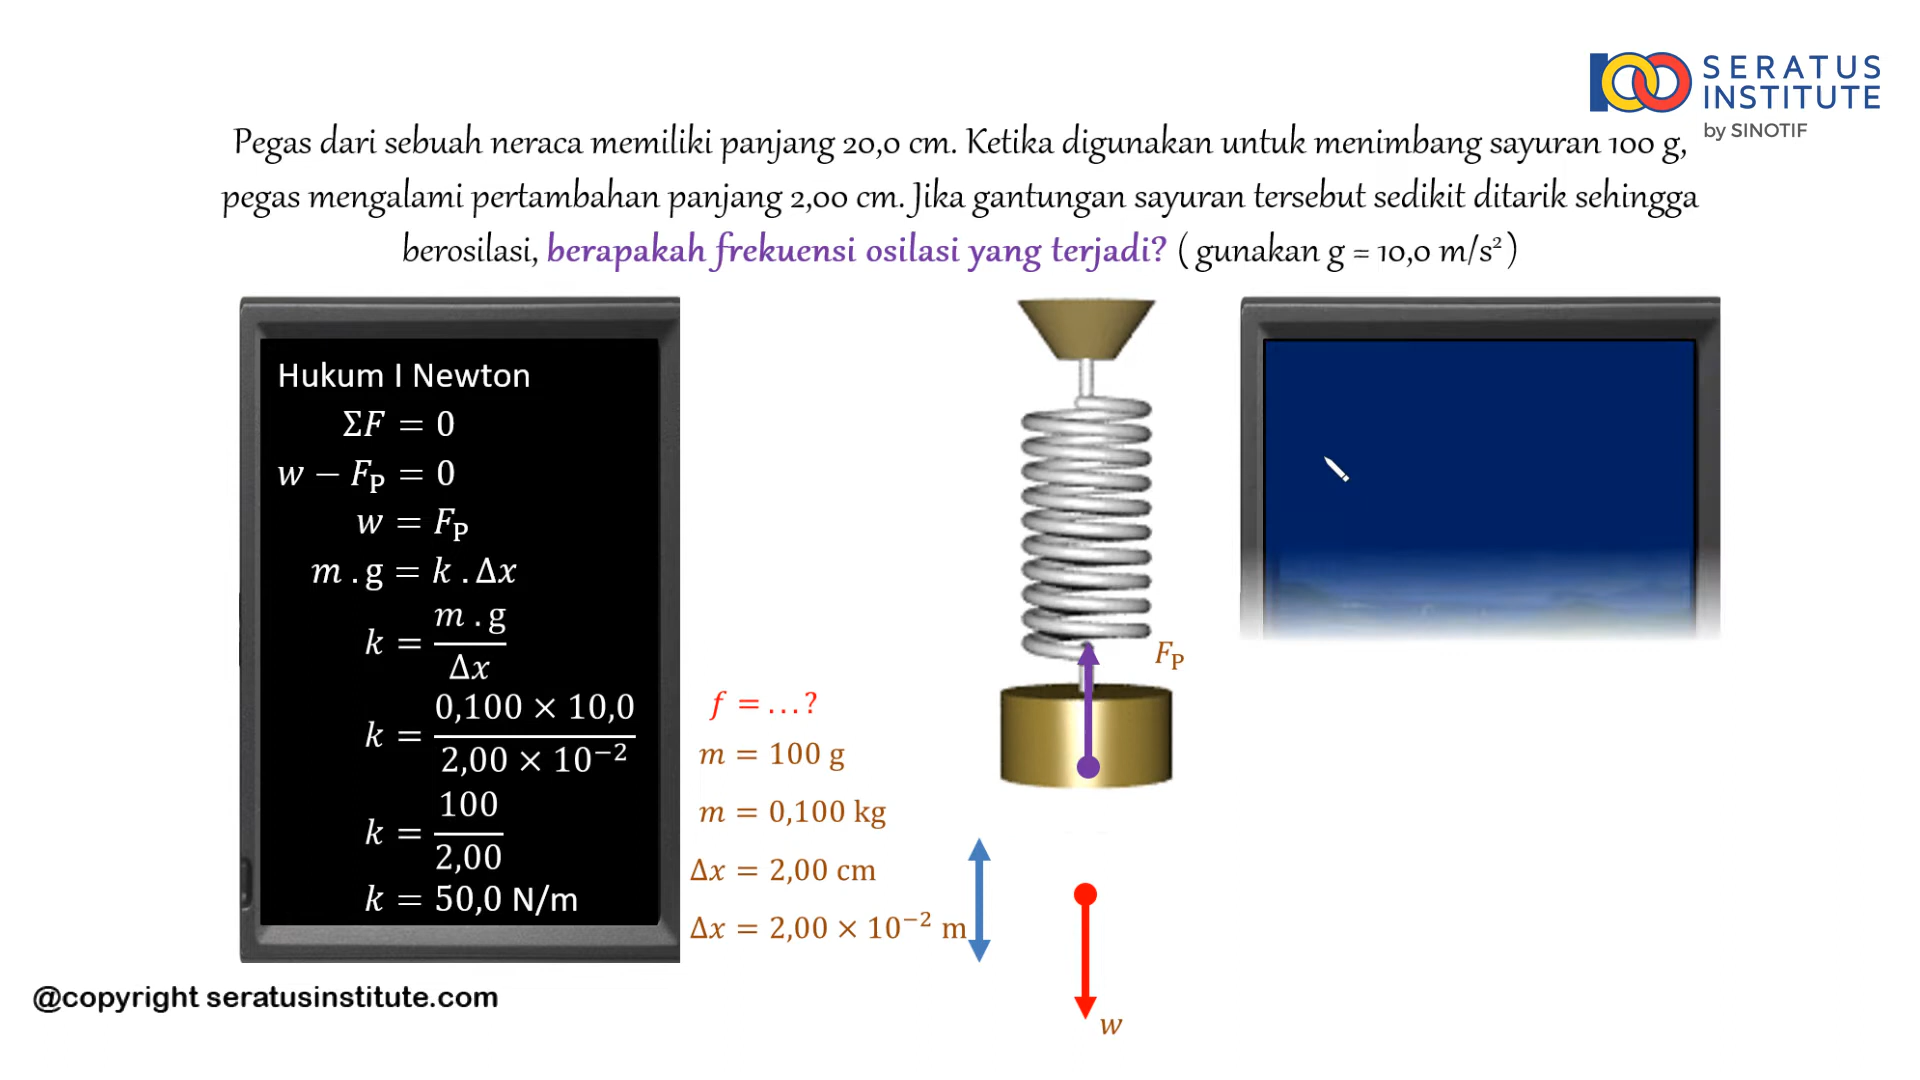 SERATUS
INSTITUTE
by SINOTIF
Pegas dari sebuah neraca memiliki panjang 20,0 cm. Ketika digunakan untuk menimbang sayuran 100 g,
pegas mengalami pertambahan panjang 2,00 cm. Jika gantungan sayuran tersebut sedikit ditarik sehingga
berosilasi, berapakah frekuensi osilasi yang terjadi? ( gunakan g = 10,0 m/s² )
Hukum I Newton
ΣF = 0
w − F_P = 0
w = F_P
m . g = k . Δx
k = \frac{m . g}{Δx}
k = \frac{0,100 × 10,0}{2,00 × 10⁻²}
k = \frac{100}{2,00}
k = 50,0 N/m
f = ...?
m = 100 g
m = 0,100 kg
Δx = 2,00 cm
Δx = 2,00 × 10⁻² m
F_P
w
@copyright seratusinstitute.com